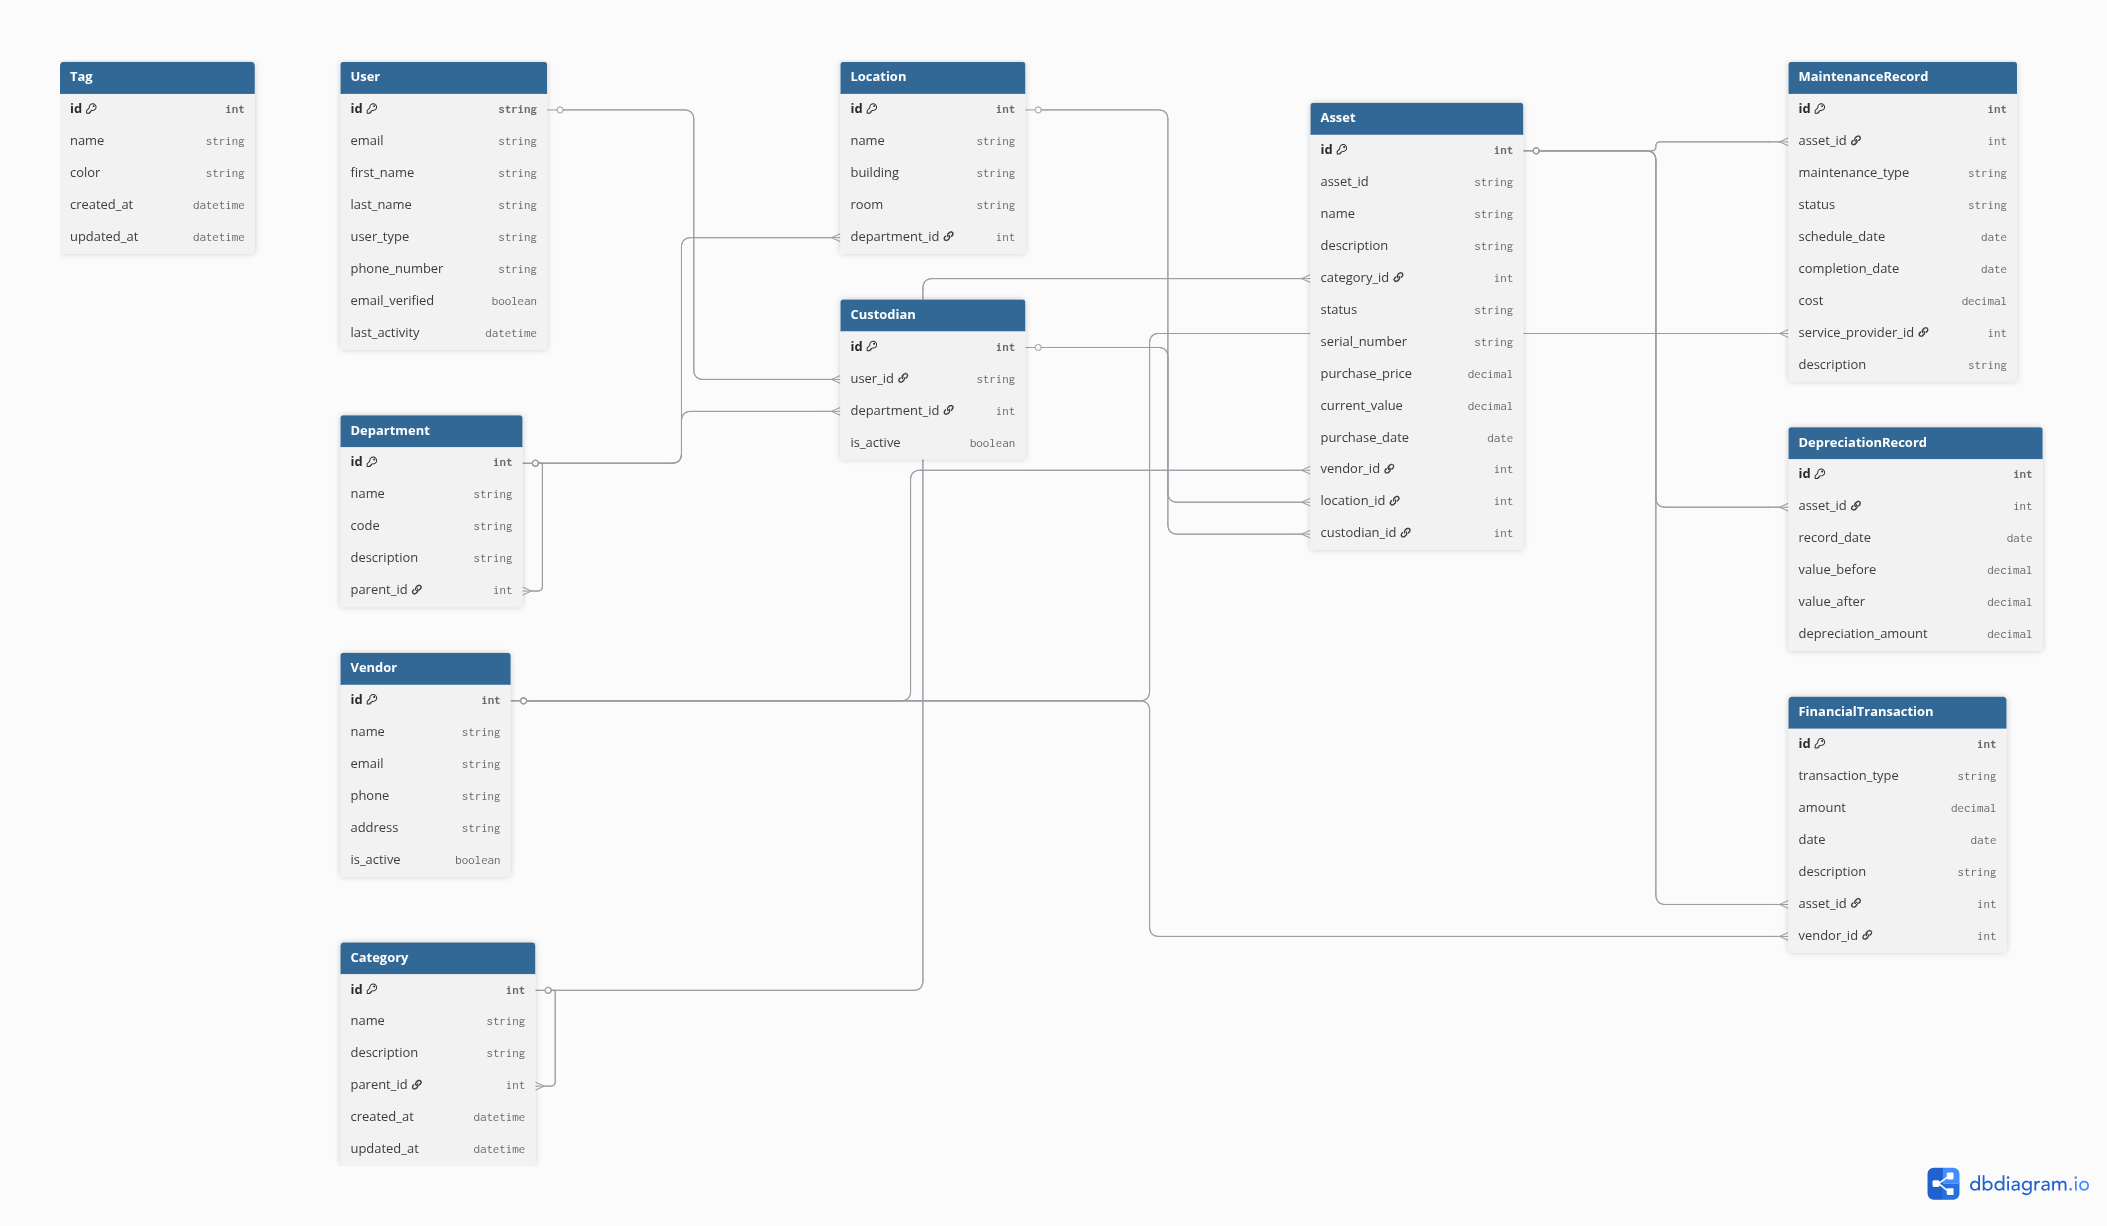 Tag
id int
name string
color string
created_at datetime
updated_at datetime
User
id string
email string
first_name string
last_name string
user_type string
phone_number string
email_verified boolean
last_activity datetime
Department
id int
name string
code string
description string
parent_id int
Vendor
id int
name string
email string
phone string
address string
is_active boolean
Category
id int
name string
description string
parent_id int
created_at datetime
updated_at datetime
Location
id int
name string
building string
room string
department_id int
Custodian
id int
user_id string
department_id int
is_active boolean
Asset
id int
asset_id string
name string
description string
category_id int
status string
serial_number string
purchase_price decimal
current_value decimal
purchase_date date
vendor_id int
location_id int
custodian_id int
MaintenanceRecord
id int
asset_id int
maintenance_type string
status string
schedule_date date
completion_date date
cost decimal
service_provider_id int
description string
DepreciationRecord
id int
asset_id int
record_date date
value_before decimal
value_after decimal
depreciation_amount decimal
FinancialTransaction
id int
transaction_type string
amount decimal
date date
description string
asset_id int
vendor_id int
dbdiagram.io